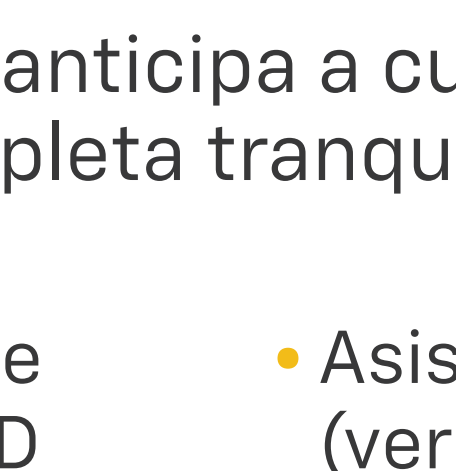 anticipa a cu
pleta tranqu
e
D
• Asis
(ver